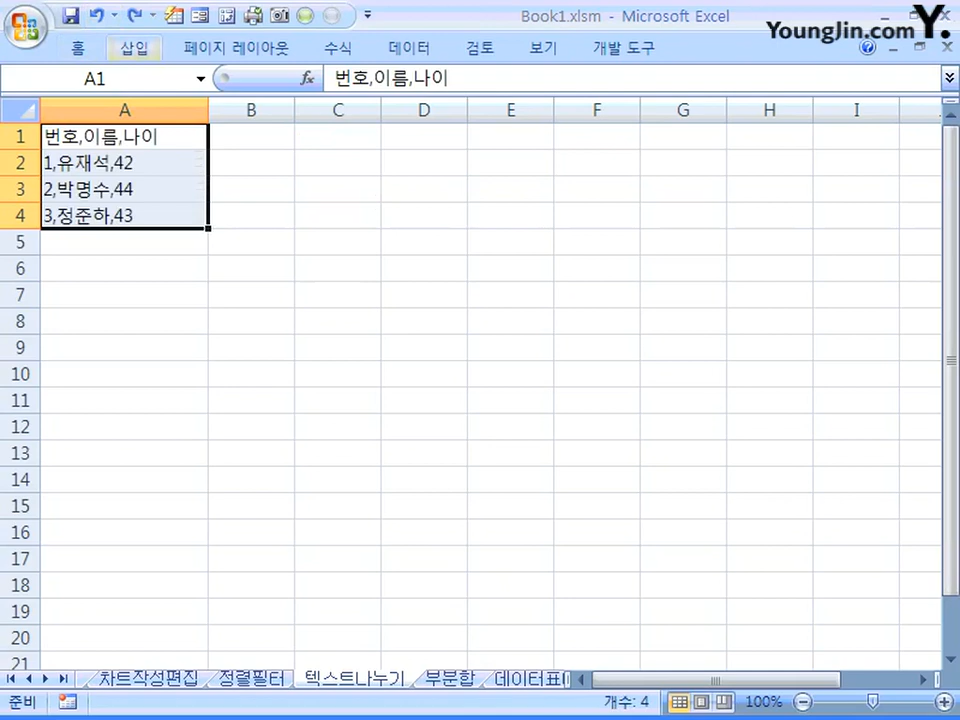 Book1.xlsm - Microsoft Excel
YoungJin.com Y.
홈 삽입 페이지 레이아웃 수식 데이터 검토 보기 개발 도구
A1 fx 번호,이름,나이
A B C D E F G H I
1 번호,이름,나이
2 1,유재석,42
3 2,박명수,44
4 3,정준하,43
5
6
7
8
9
10
11
12
13
14
15
16
17
18
19
20
21
차트작성편집 정렬필터 텍스트나누기 부분합 데이터표
준비 개수: 4 100%